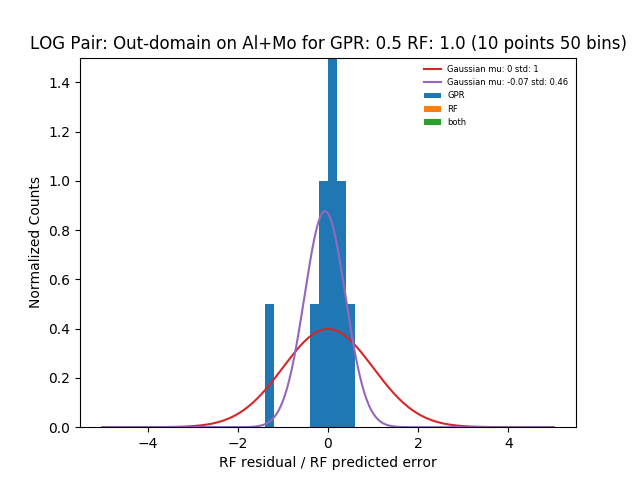 LOG Pair: Out-domain on Al+Mo for GPR: 0.5 RF: 1.0 (10 points 50 bins)
Gaussian mu: 0 std: 1
Gaussian mu: -0.07 std: 0.46
GPR
RF
both
1.4
1.2
1.0
0.8
0.6
0.4
0.2
0.0
Normalized Counts
−4
−2
0
2
4
RF residual / RF predicted error